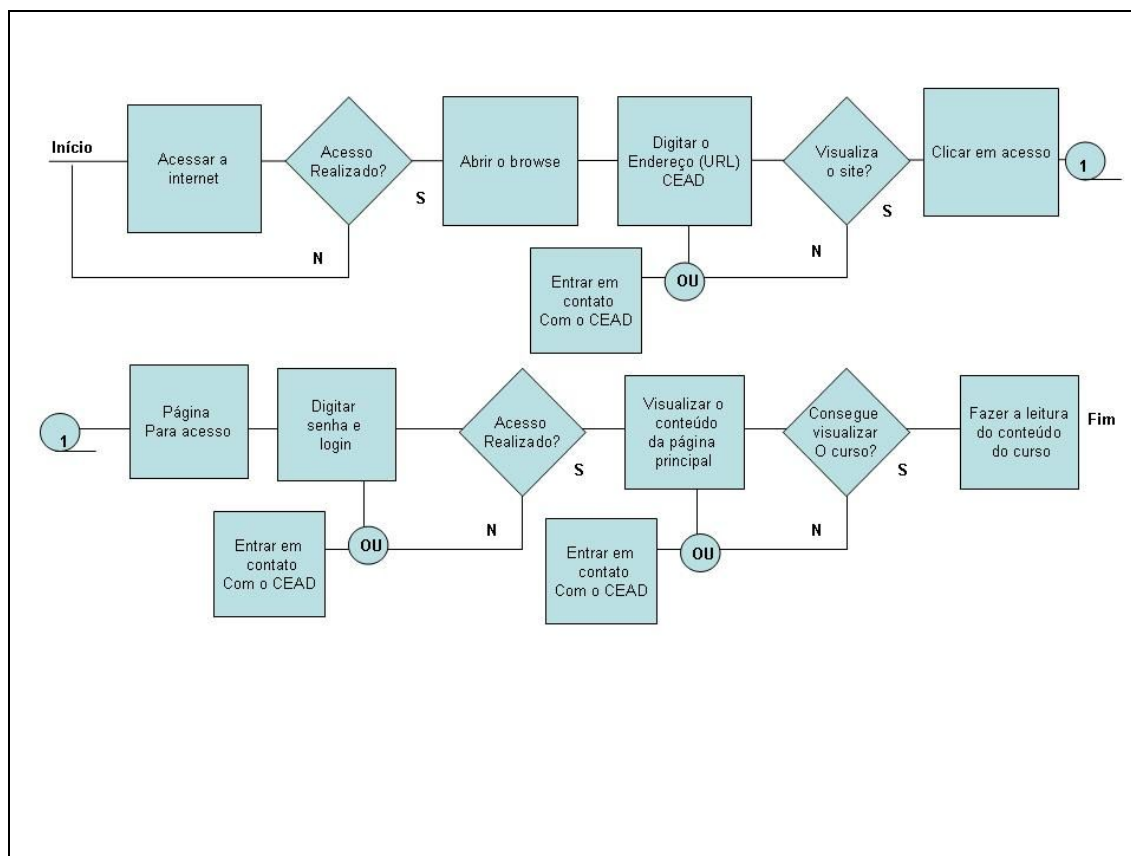 Início
Acessar a
internet
Acesso
Realizado?
S
N
Abrir o browse
Digitar o
Endereço (URL)
CEAD
Visualiza
o site?
S
N
OU
Entrar em
contato
Com o CEAD
Clicar em acesso
1
1
Página
Para acesso
Digitar
senha e
login
OU
Entrar em
contato
Com o CEAD
Acesso
Realizado?
S
N
Visualizar o
conteúdo
da página
principal
OU
Entrar em
contato
Com o CEAD
Consegue
visualizar
O curso?
S
N
Fazer a leitura
do conteúdo
do curso
Fim